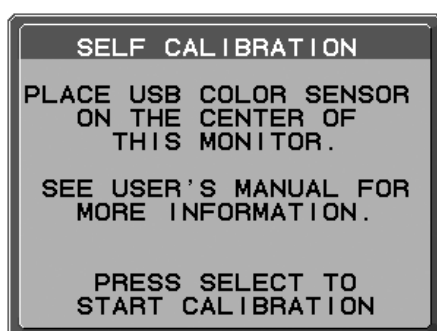 SELF CALIBRATION
PLACE USB COLOR SENSOR
ON THE CENTER OF
THIS MONITOR.
SEE USER'S MANUAL FOR
MORE INFORMATION.
PRESS SELECT TO
START CALIBRATION